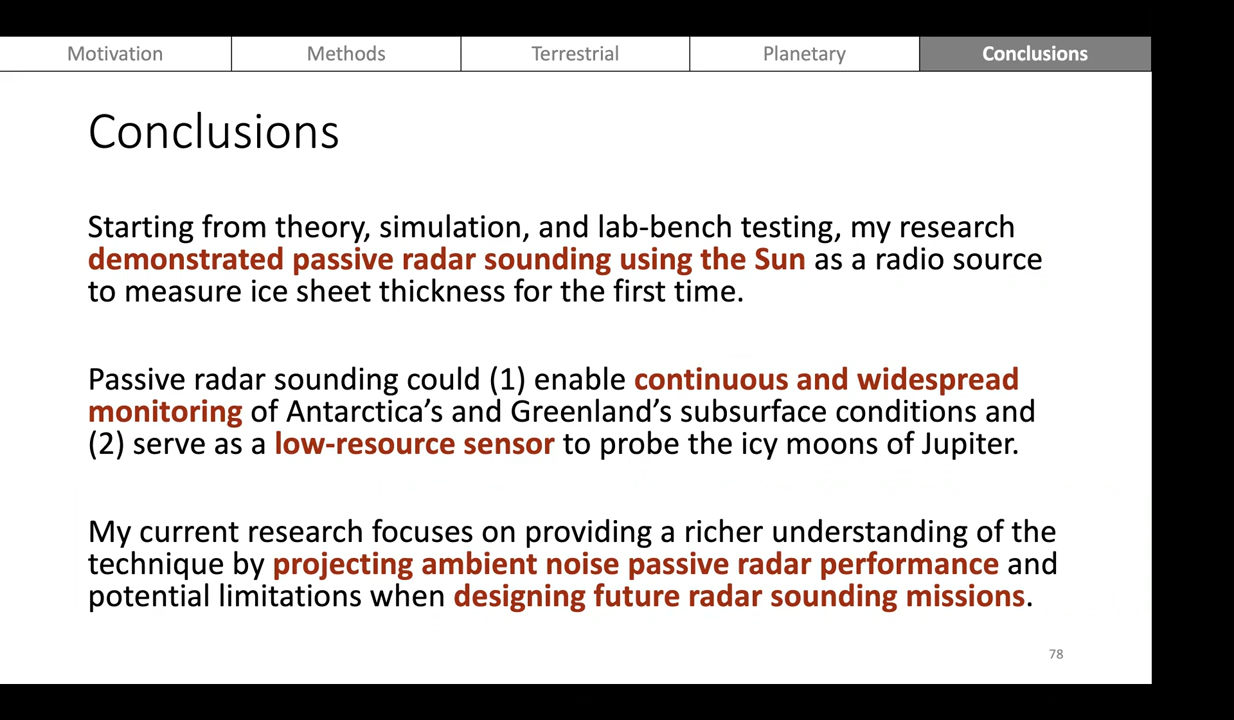 Motivation
Methods
Terrestrial
Planetary
Conclusions
Conclusions
Starting from theory, simulation, and lab-bench testing, my research
demonstrated passive radar sounding using the Sun as a radio source
to measure ice sheet thickness for the first time.
Passive radar sounding could (1) enable continuous and widespread
monitoring of Antarctica’s and Greenland’s subsurface conditions and
(2) serve as a low-resource sensor to probe the icy moons of Jupiter.
My current research focuses on providing a richer understanding of the
technique by projecting ambient noise passive radar performance and
potential limitations when designing future radar sounding missions.
78